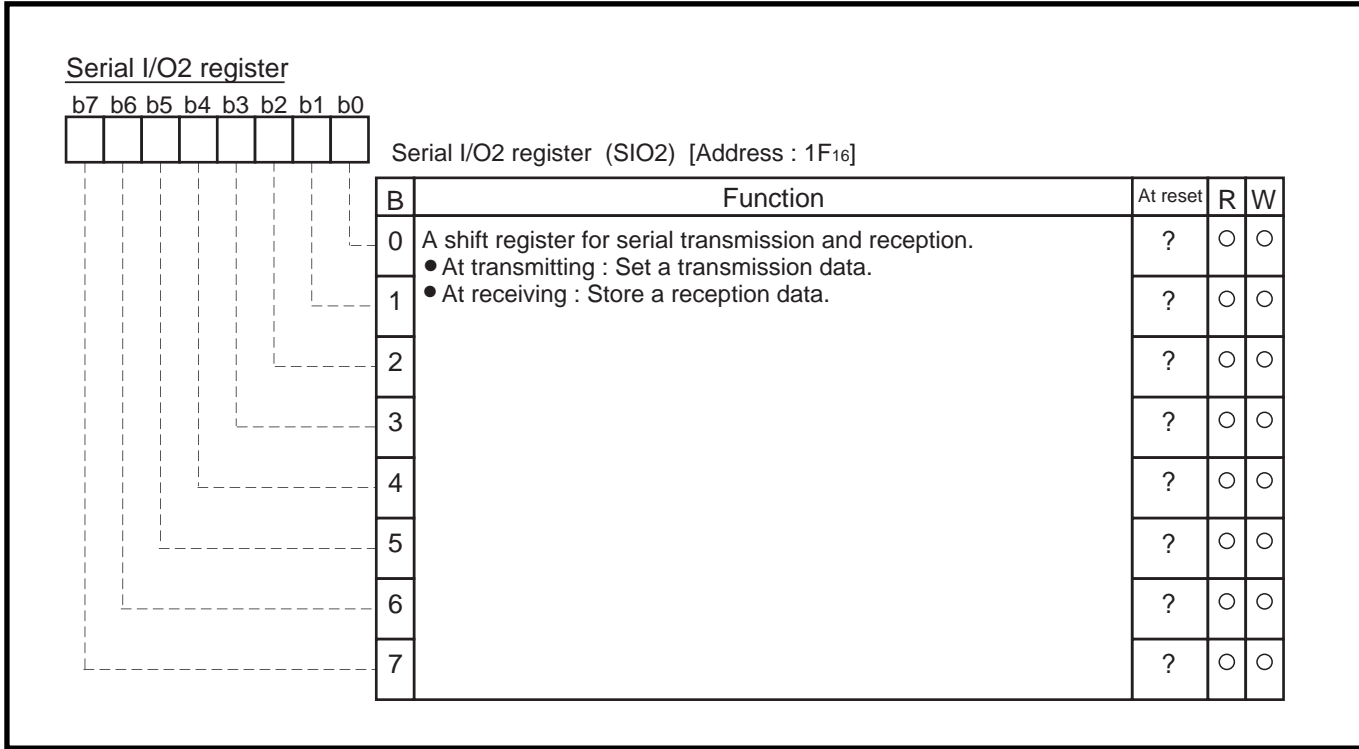 Serial I/O2 register
b7 b6 b5 b4 b3 b2 b1 b0
Serial I/O2 register (SIO2) [Address : 1F₁₆]
B Function At reset R W
0 A shift register for serial transmission and reception. ? ○ ○
● At transmitting : Set a transmission data.
1 ● At receiving : Store a reception data. ? ○ ○
2 ? ○ ○
3 ? ○ ○
4 ? ○ ○
5 ? ○ ○
6 ? ○ ○
7 ? ○ ○